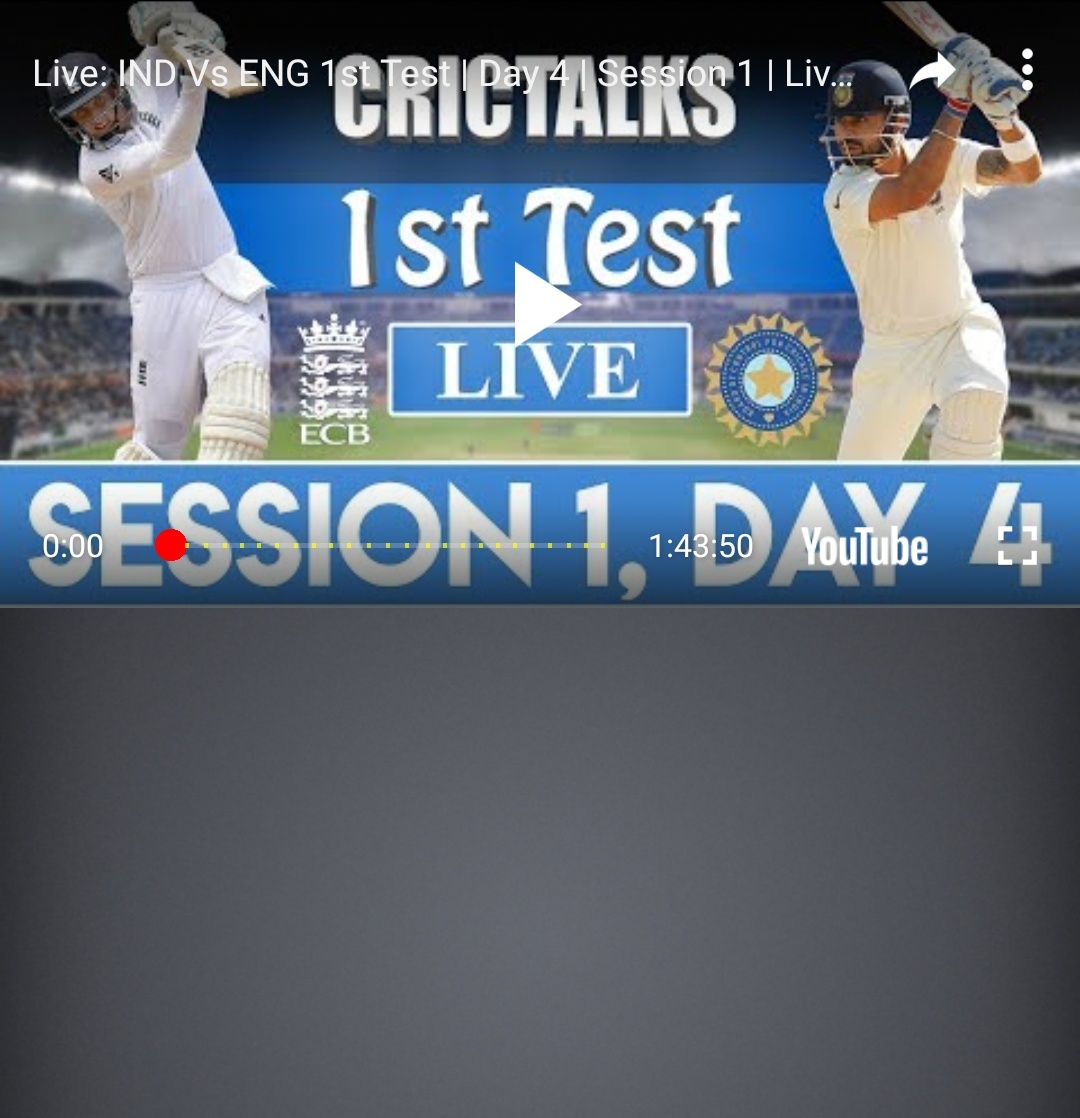 Live: IND Vs ENG 1st Test | Day 4 | Session 1 | Liv...
CRICTALKS
1st Test
LIVE
ECB
SESSION 1, DAY 4
0:00
1:43:50
YouTube